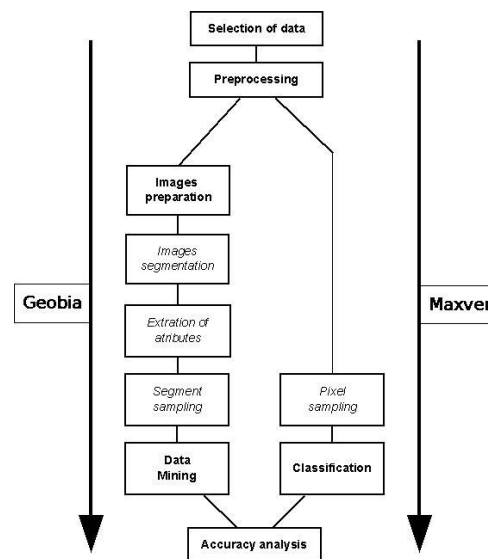 Selection of data
Preprocessing
Images
preparation
Images
segmentation
Geobia
Maxver
Extration of
atributes
Segment
sampling
Pixel
sampling
Data
Mining
Classification
Accuracy analysis